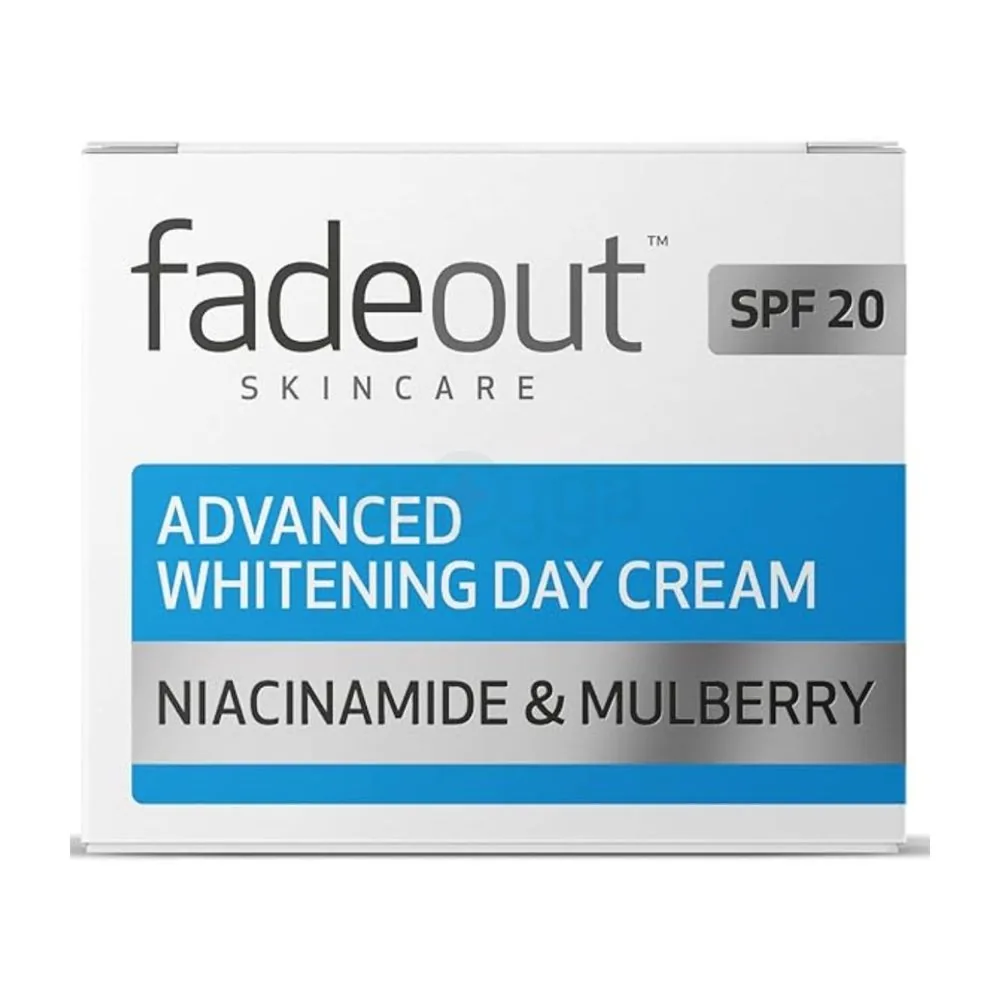 fadeout™
SKINCARE
SPF 20
ADVANCED
WHITENING DAY CREAM
NIACINAMIDE & MULBERRY